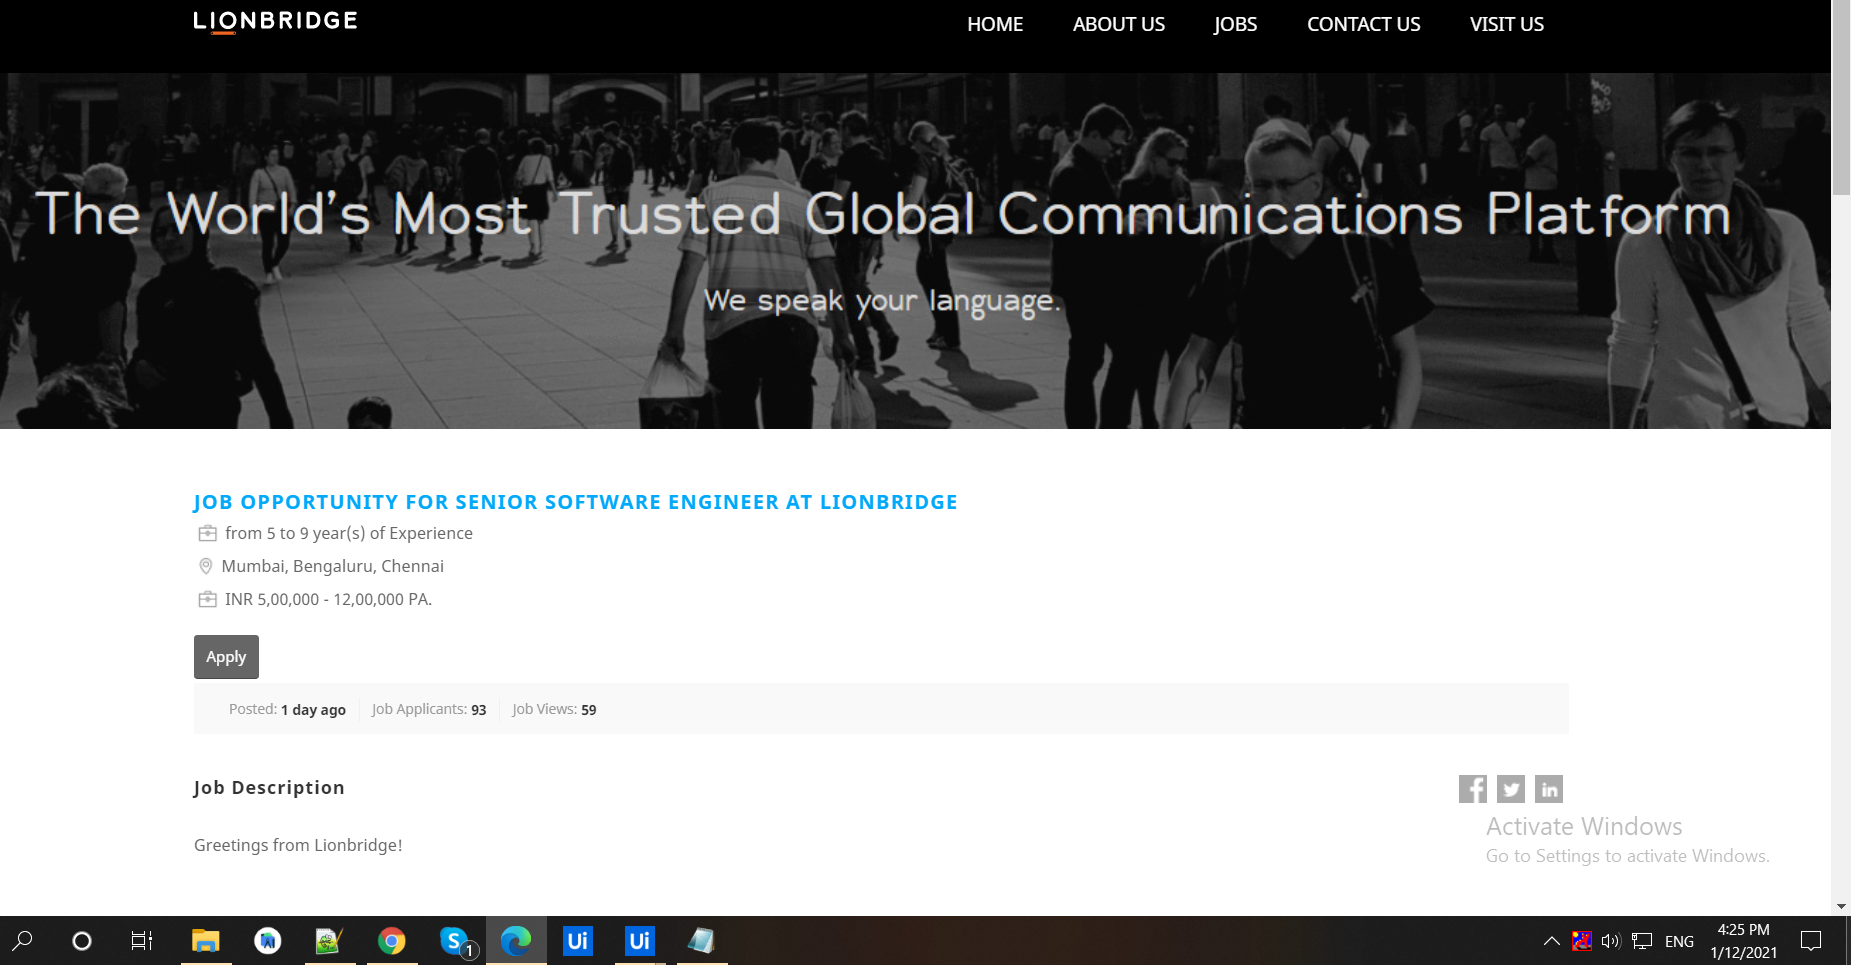 LIONBRIDGE
HOME ABOUT US JOBS CONTACT US VISIT US
The World's Most Trusted Global Communications Platform
We speak your language.
JOB OPPORTUNITY FOR SENIOR SOFTWARE ENGINEER AT LIONBRIDGE
from 5 to 9 year(s) of Experience
Mumbai, Bengaluru, Chennai
INR 5,00,000 - 12,00,000 PA.
Apply
Posted: 1 day ago Job Applicants: 93 Job Views: 59
Job Description
Greetings from Lionbridge!
Activate Windows
Go to Settings to activate Windows.
S 1 Ui Ui ENG 4:25 PM
1/12/2021